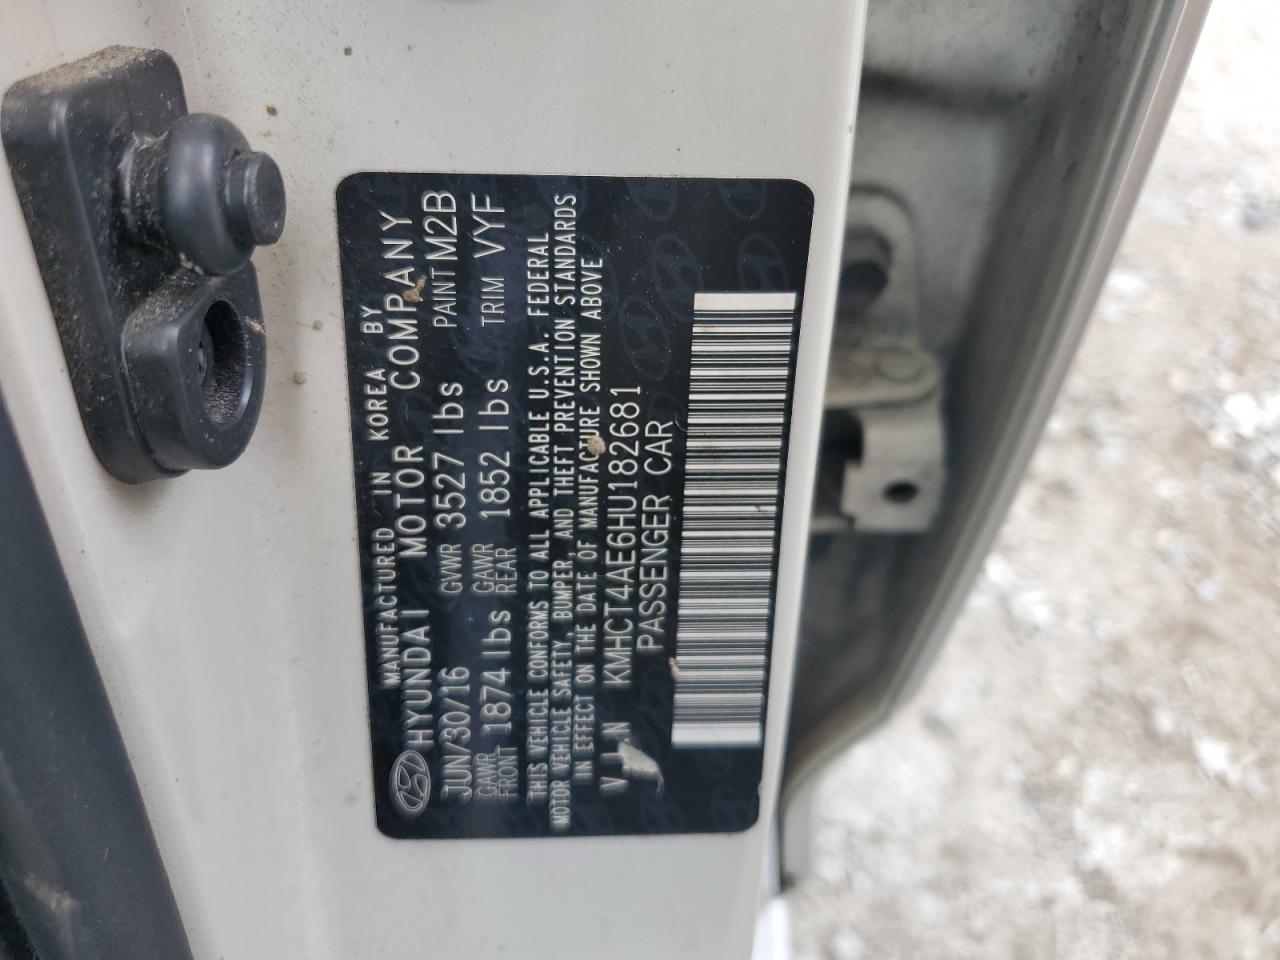 MANUFACTURED IN KOREA BY
HYUNDAI MOTOR COMPANY
JUN/30/16 GVWR 3527 lbs PAINT M2B
GAWR FRONT 1874 lbs GAWR REAR 1852 lbs TRIM VYF
THIS VEHICLE CONFORMS TO ALL APPLICABLE U.S.A. FEDERAL
MOTOR VEHICLE SAFETY, BUMPER, AND THEFT PREVENTION STANDARDS
IN EFFECT ON THE DATE OF MANUFACTURE SHOWN ABOVE
V I N KMHCT4AE6HU182681
PASSENGER CAR